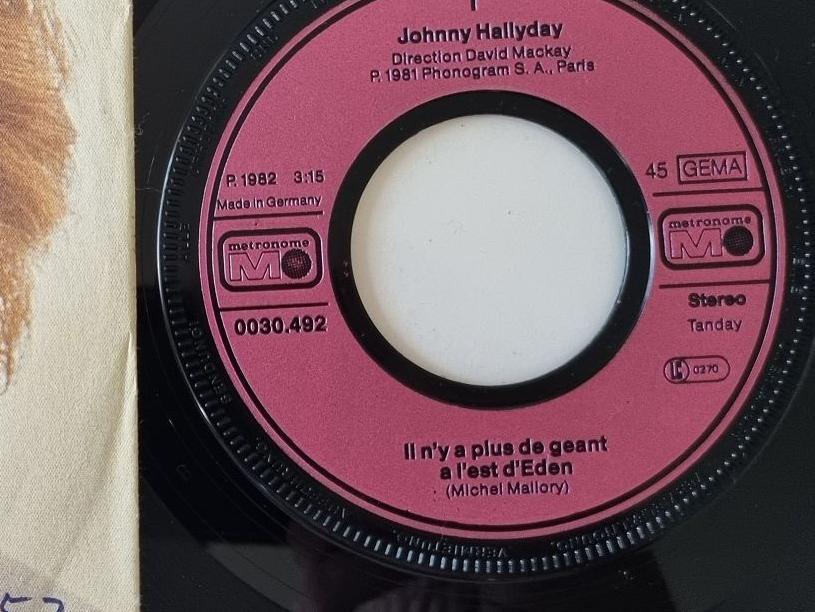 Johnny Hallyday
Direction David Mackay
P. 1981 Phonogram S. A., Paris
P. 1982 3:15
Made in Germany
45 GEMA
metronome
M
metronome
M
0030.492
Stereo
Tanday
LC 0270
Il n'y a plus de geant
a l'est d'Eden
(Michel Mallory)